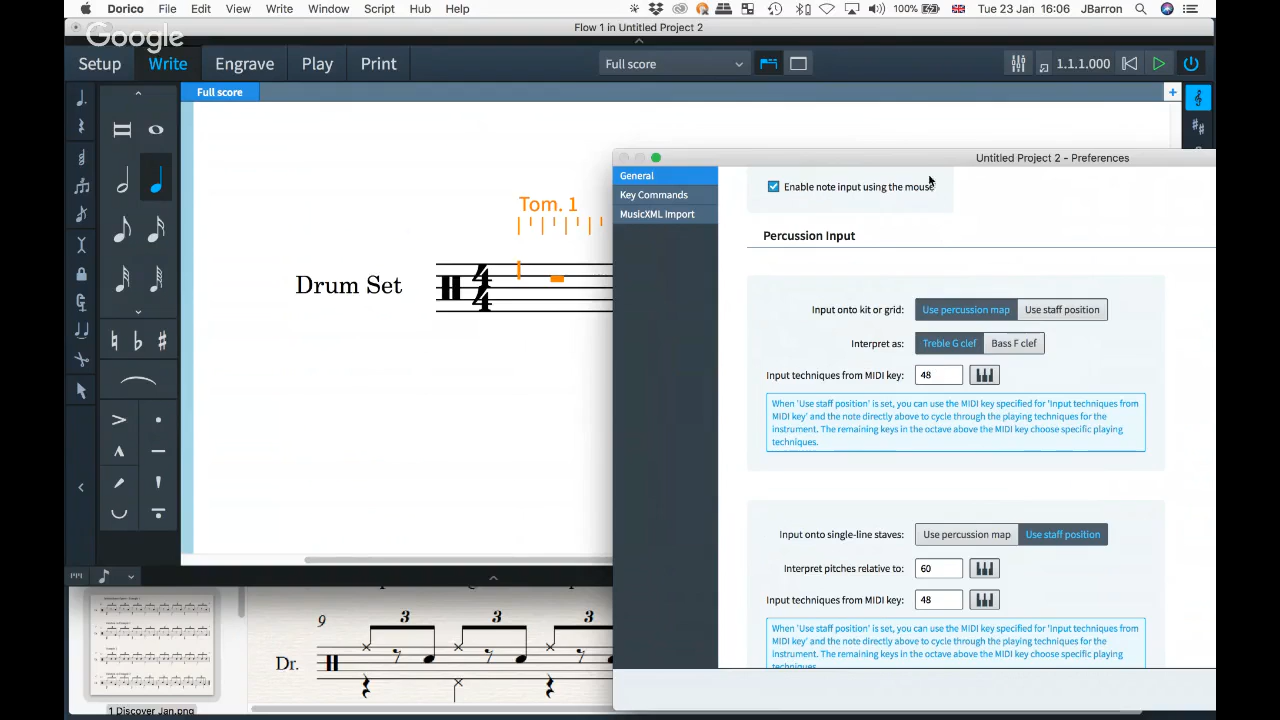 Dorico File Edit View Write Window Script Hub Help 100% Tue 23 Jan 16:06 JBarron
Flow 1 in Untitled Project 2
Google
Setup Write Engrave Play Print Full score 1.1.1.000
Full score
Tom. 1
Drum Set 4 4
Untitled Project 2 - Preferences
General
Key Commands
MusicXML Import
Enable note input using the mouse
Percussion Input
Input onto kit or grid: Use percussion map Use staff position
Interpret as: Treble G clef Bass F clef
Input techniques from MIDI key: 48
When 'Use staff position' is set, you can use the MIDI key specified for 'Input techniques from
MIDI key' and the note directly above to cycle through the playing techniques for the
instrument. The remaining keys in the octave above the MIDI key choose specific playing
techniques.
Input onto single-line staves: Use percussion map Use staff position
Interpret pitches relative to: 60
Input techniques from MIDI key: 48
When 'Use staff position' is set, you can use the MIDI key specified for 'Input techniques from
MIDI key' and the note directly above to cycle through the playing techniques for the
instrument. The remaining keys in the octave above the MIDI key choose specific playing
techniques.
9 3 3 3
Dr.
1 Discover Jan.png